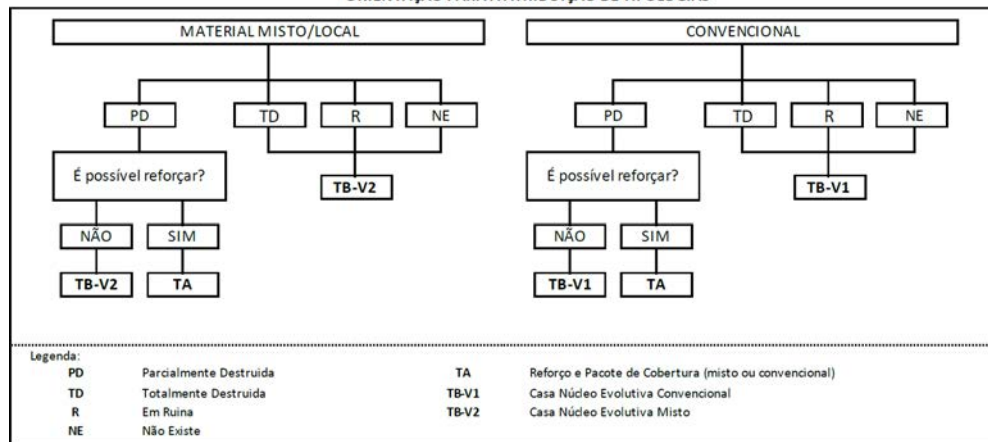 MATERIAL MISTO/LOCAL
PD TD R NE
É possível reforçar?
TB-V2
NÃO SIM
TB-V2 TA
CONVENCIONAL
PD TD R NE
É possível reforçar?
TB-V1
NÃO SIM
TB-V1 TA
Legenda:
PD Parcialmente Destruida TA Reforço e Pacote de Cobertura (misto ou convencional)
TD Totalmente Destruida TB-V1 Casa Núcleo Evolutiva Convencional
R Em Ruina TB-V2 Casa Núcleo Evolutiva Misto
NE Não Existe